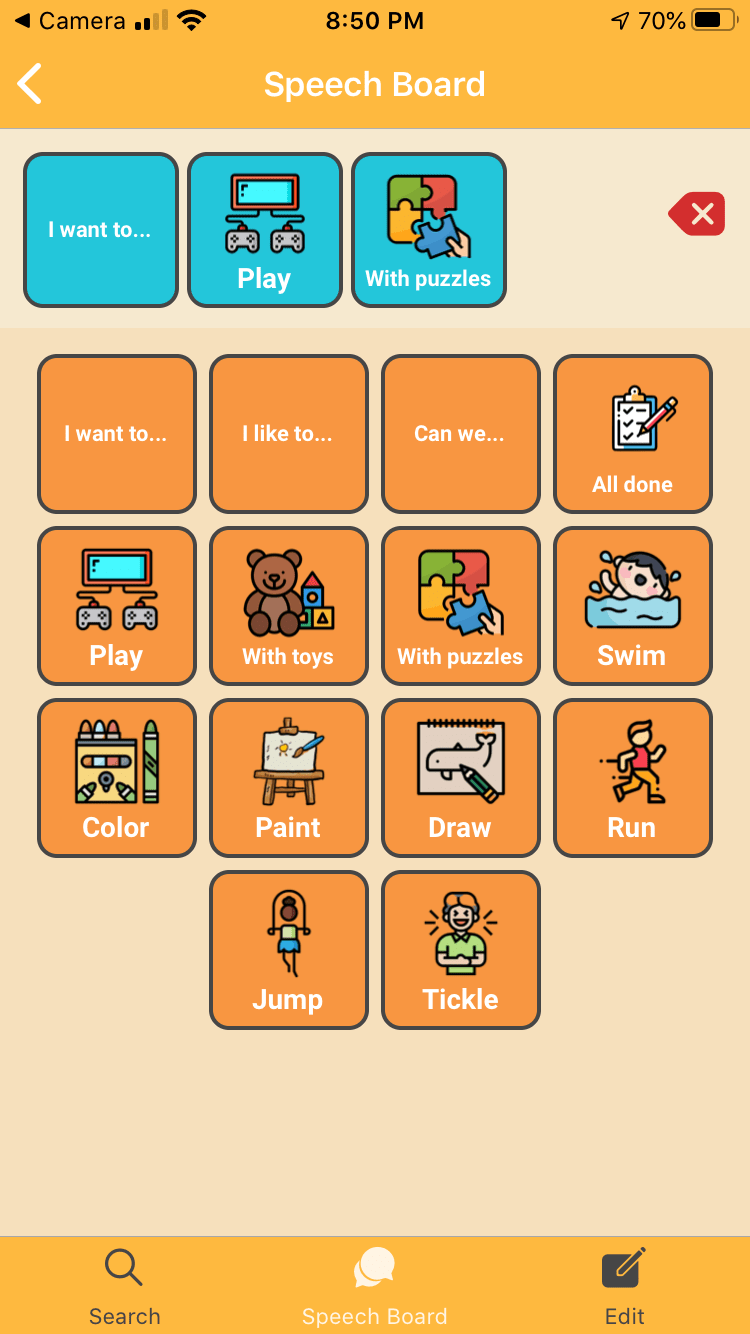 Camera 8:50 PM 70%
Speech Board
I want to...
Play
With puzzles
I want to...
I like to...
Can we...
All done
Play
With toys
With puzzles
Swim
Color
Paint
Draw
Run
Jump
Tickle
Search
Speech Board
Edit